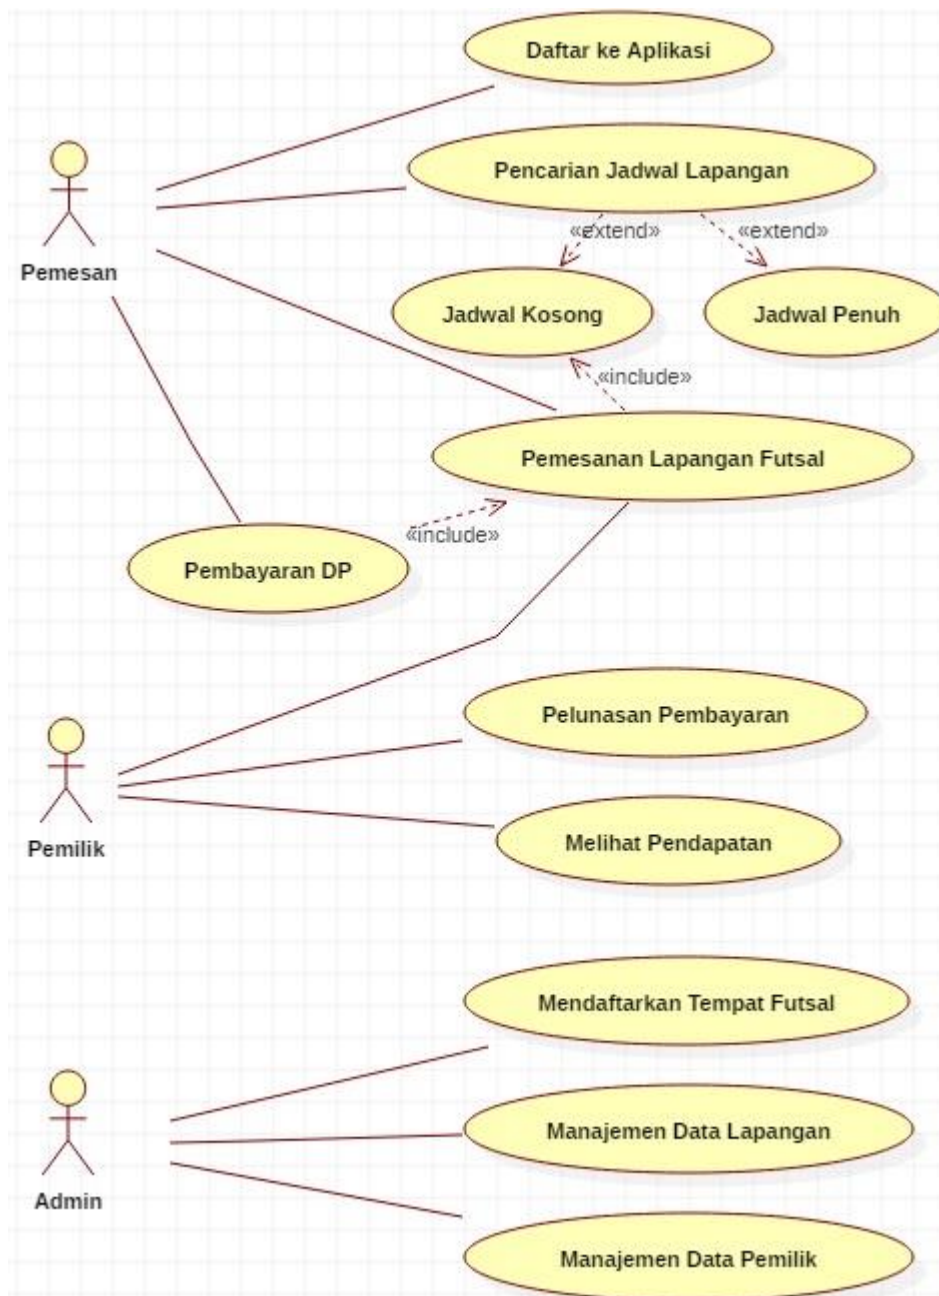 Daftar ke Aplikasi
Pencarian Jadwal Lapangan
«extend»
«extend»
Pemesan
Jadwal Kosong
Jadwal Penuh
«include»
Pemesanan Lapangan Futsal
«include»
Pembayaran DP
Pelunasan Pembayaran
Pemilik
Melihat Pendapatan
Mendaftarkan Tempat Futsal
Manajemen Data Lapangan
Admin
Manajemen Data Pemilik